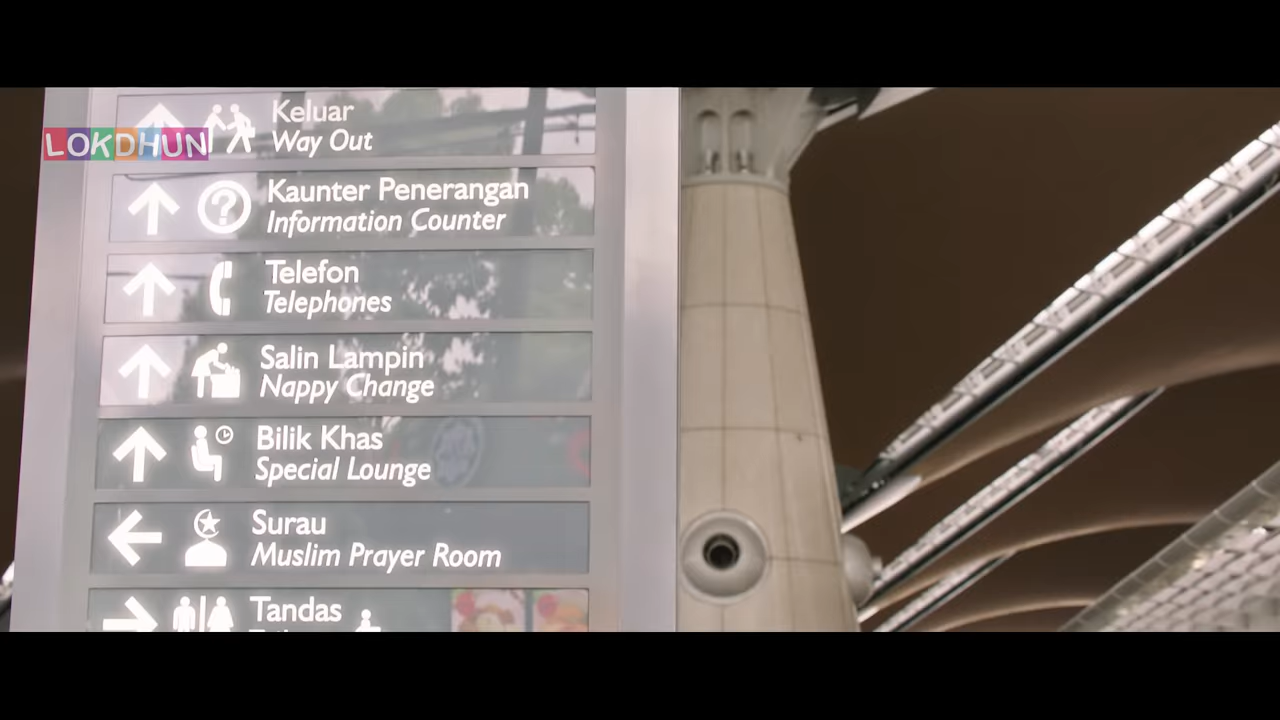 Keluar
Way Out
LOKDHUN
Kaunter Penerangan
Information Counter
Telefon
Telephones
Salin Lampin
Nappy Change
Bilik Khas
Special Lounge
Surau
Muslim Prayer Room
Tandas